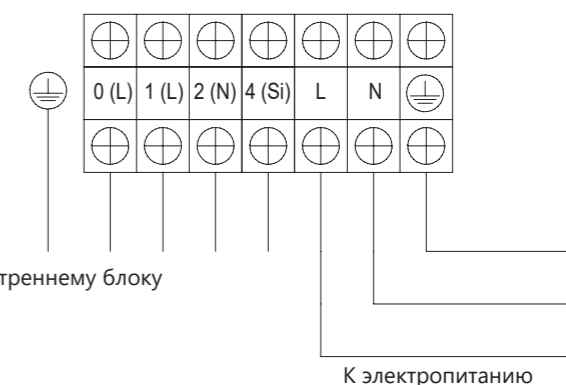 0 (L) 1 (L) 2 (N) 4 (Si) L N
треннему блоку
К электропитанию